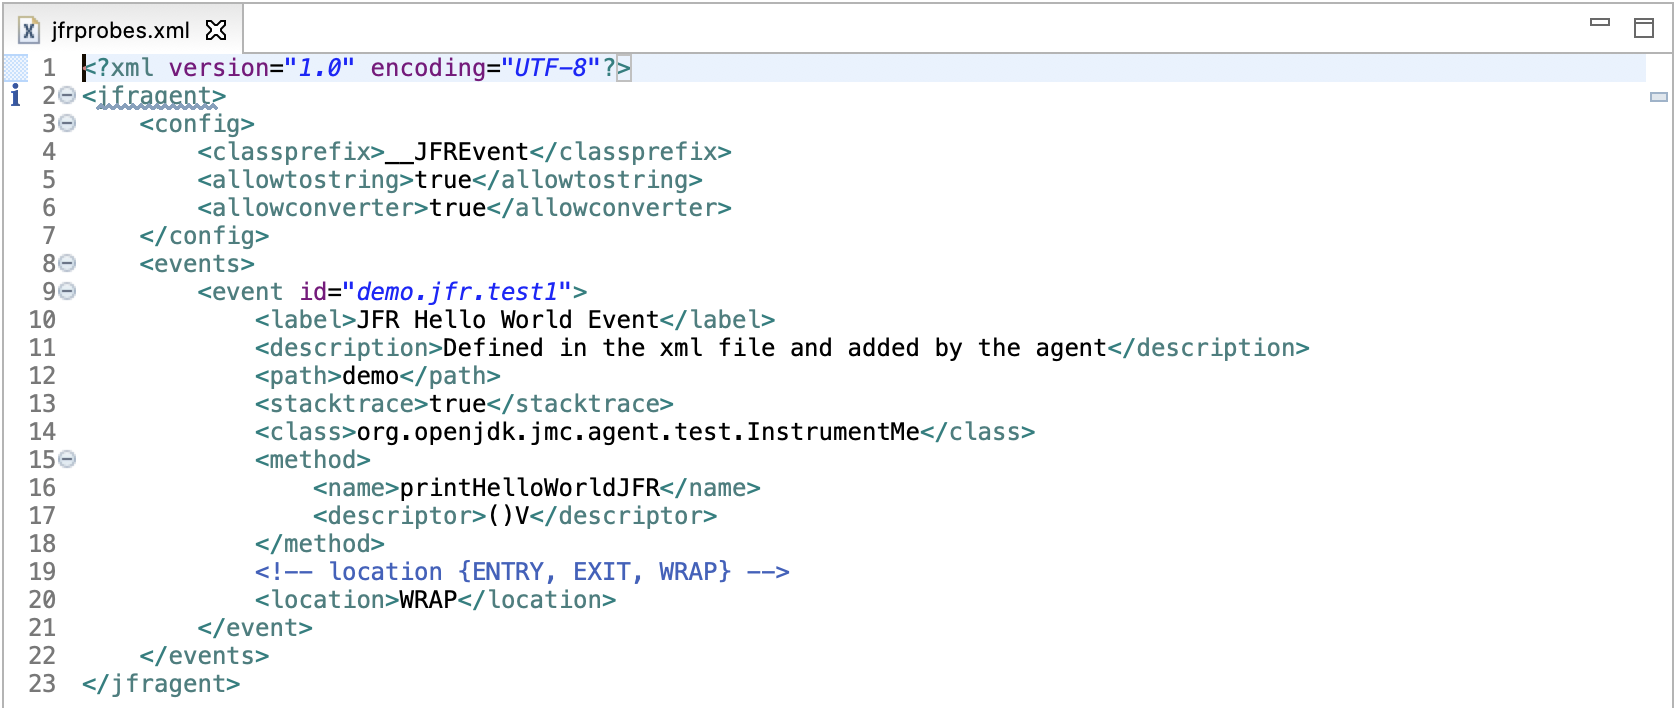 jfrprobes.xml
1 <?xml version="1.0" encoding="UTF-8"?>
2 <jfragent>
3     <config>
4         <classprefix>__JFREvent</classprefix>
5         <allowtostring>true</allowtostring>
6         <allowconverter>true</allowconverter>
7     </config>
8     <events>
9         <event id="demo.jfr.test1">
10             <label>JFR Hello World Event</label>
11             <description>Defined in the xml file and added by the agent</description>
12             <path>demo</path>
13             <stacktrace>true</stacktrace>
14             <class>org.openjdk.jmc.agent.test.InstrumentMe</class>
15             <method>
16                 <name>printHelloWorldJFR</name>
17                 <descriptor>()V</descriptor>
18             </method>
19             <!-- location {ENTRY, EXIT, WRAP} -->
20             <location>WRAP</location>
21         </event>
22     </events>
23 </jfragent>